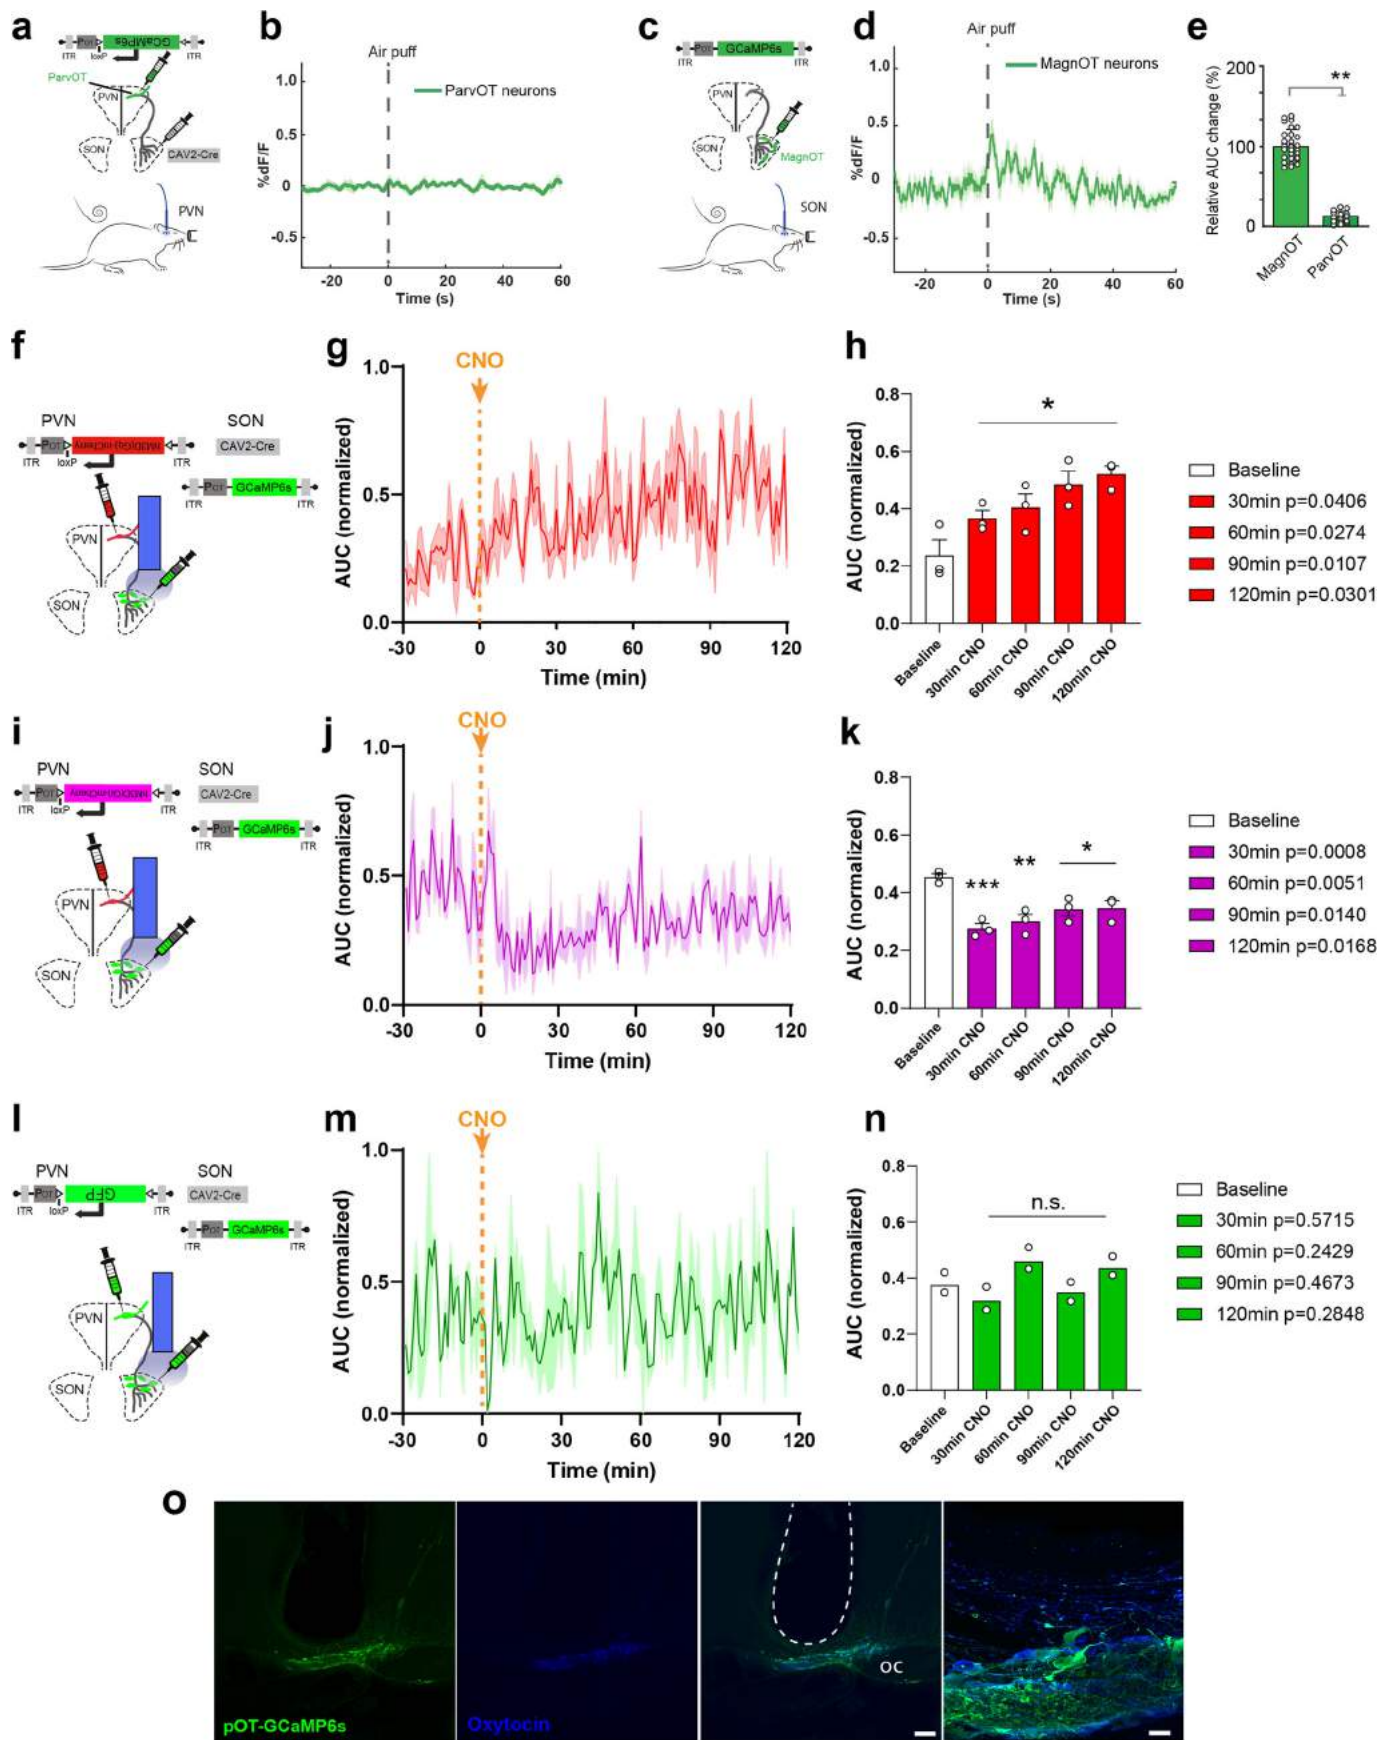 a
POT
GCaMP6s
ITR
loxP
ITR
ParvOT
PVN
SON
CAV2-Cre
PVN
b
Air puff
ParvOT neurons
%dF/F
1.0
0.5
0
-0.5
-20 0 20 40 60
Time (s)
c
POT GCaMP6s
ITR ITR
PVN
SON
MagnOT
SON
d
Air puff
MagnOT neurons
%dF/F
1.0
0.5
0
-0.5
-20 0 20 40 60
Time (s)
e
Relative AUC change (%)
200
100
0
**
MagnOT
ParvOT
f
PVN
SON
POT
ITR
loxP
ITR
CAV2-Cre
POT GCaMP6s
ITR ITR
PVN
SON
g
CNO
AUC (normalized)
1.0
0.5
0.0
-30 0 30 60 90 120
Time (min)
h
AUC (normalized)
0.8
0.6
0.4
0.2
0.0
*
Baseline
30min CNO
60min CNO
90min CNO
120min CNO
Baseline
30min p=0.0406
60min p=0.0274
90min p=0.0107
120min p=0.0301
i
PVN
SON
POT
ITR
loxP
ITR
CAV2-Cre
POT GCaMP6s
ITR ITR
PVN
SON
j
CNO
AUC (normalized)
1.0
0.5
0.0
-30 0 30 60 90 120
Time (min)
k
AUC (normalized)
0.8
0.6
0.4
0.2
0.0
***
**
*
Baseline
30min CNO
60min CNO
90min CNO
120min CNO
Baseline
30min p=0.0008
60min p=0.0051
90min p=0.0140
120min p=0.0168
l
PVN
SON
POT
GFP
ITR
loxP
ITR
CAV2-Cre
POT GCaMP6s
ITR ITR
PVN
SON
m
CNO
AUC (normalized)
1.0
0.5
0.0
-30 0 30 60 90 120
Time (min)
n
AUC (normalized)
0.8
0.6
0.4
0.2
0.0
n.s.
Baseline
30min CNO
60min CNO
90min CNO
120min CNO
Baseline
30min p=0.5715
60min p=0.2429
90min p=0.4673
120min p=0.2848
o
pOT-GCaMP6s
Oxytocin
OC